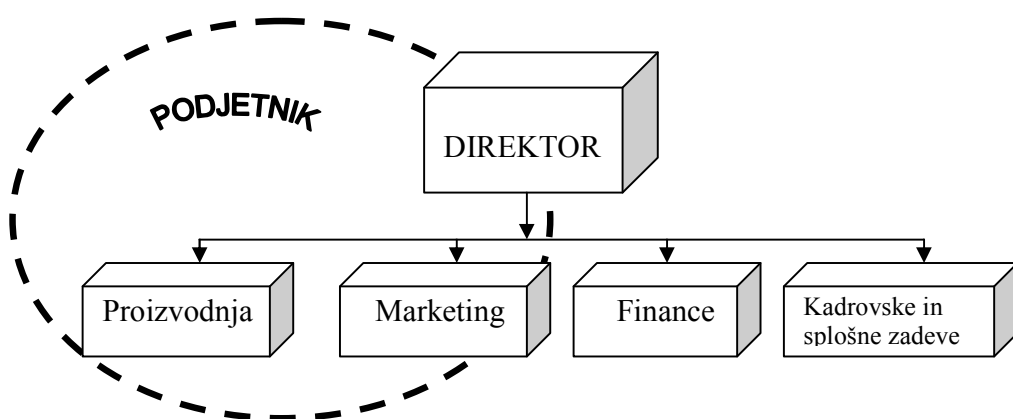 PODJETNIK
DIREKTOR
Proizvodnja
Marketing
Finance
Kadrovske in
splošne zadeve